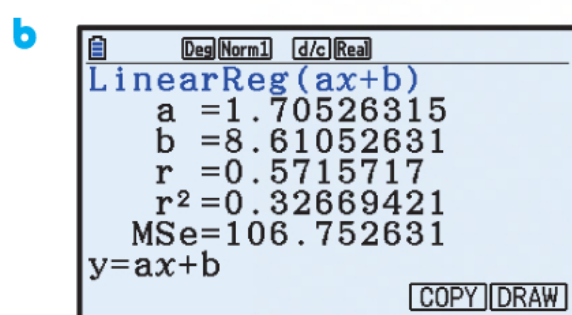 b
Deg Norm1 d/c Real
LinearReg(ax+b)
a =1.70526315
b =8.61052631
r =0.5715717
r²=0.32669421
MSe=106.752631
y=ax+b
COPY DRAW